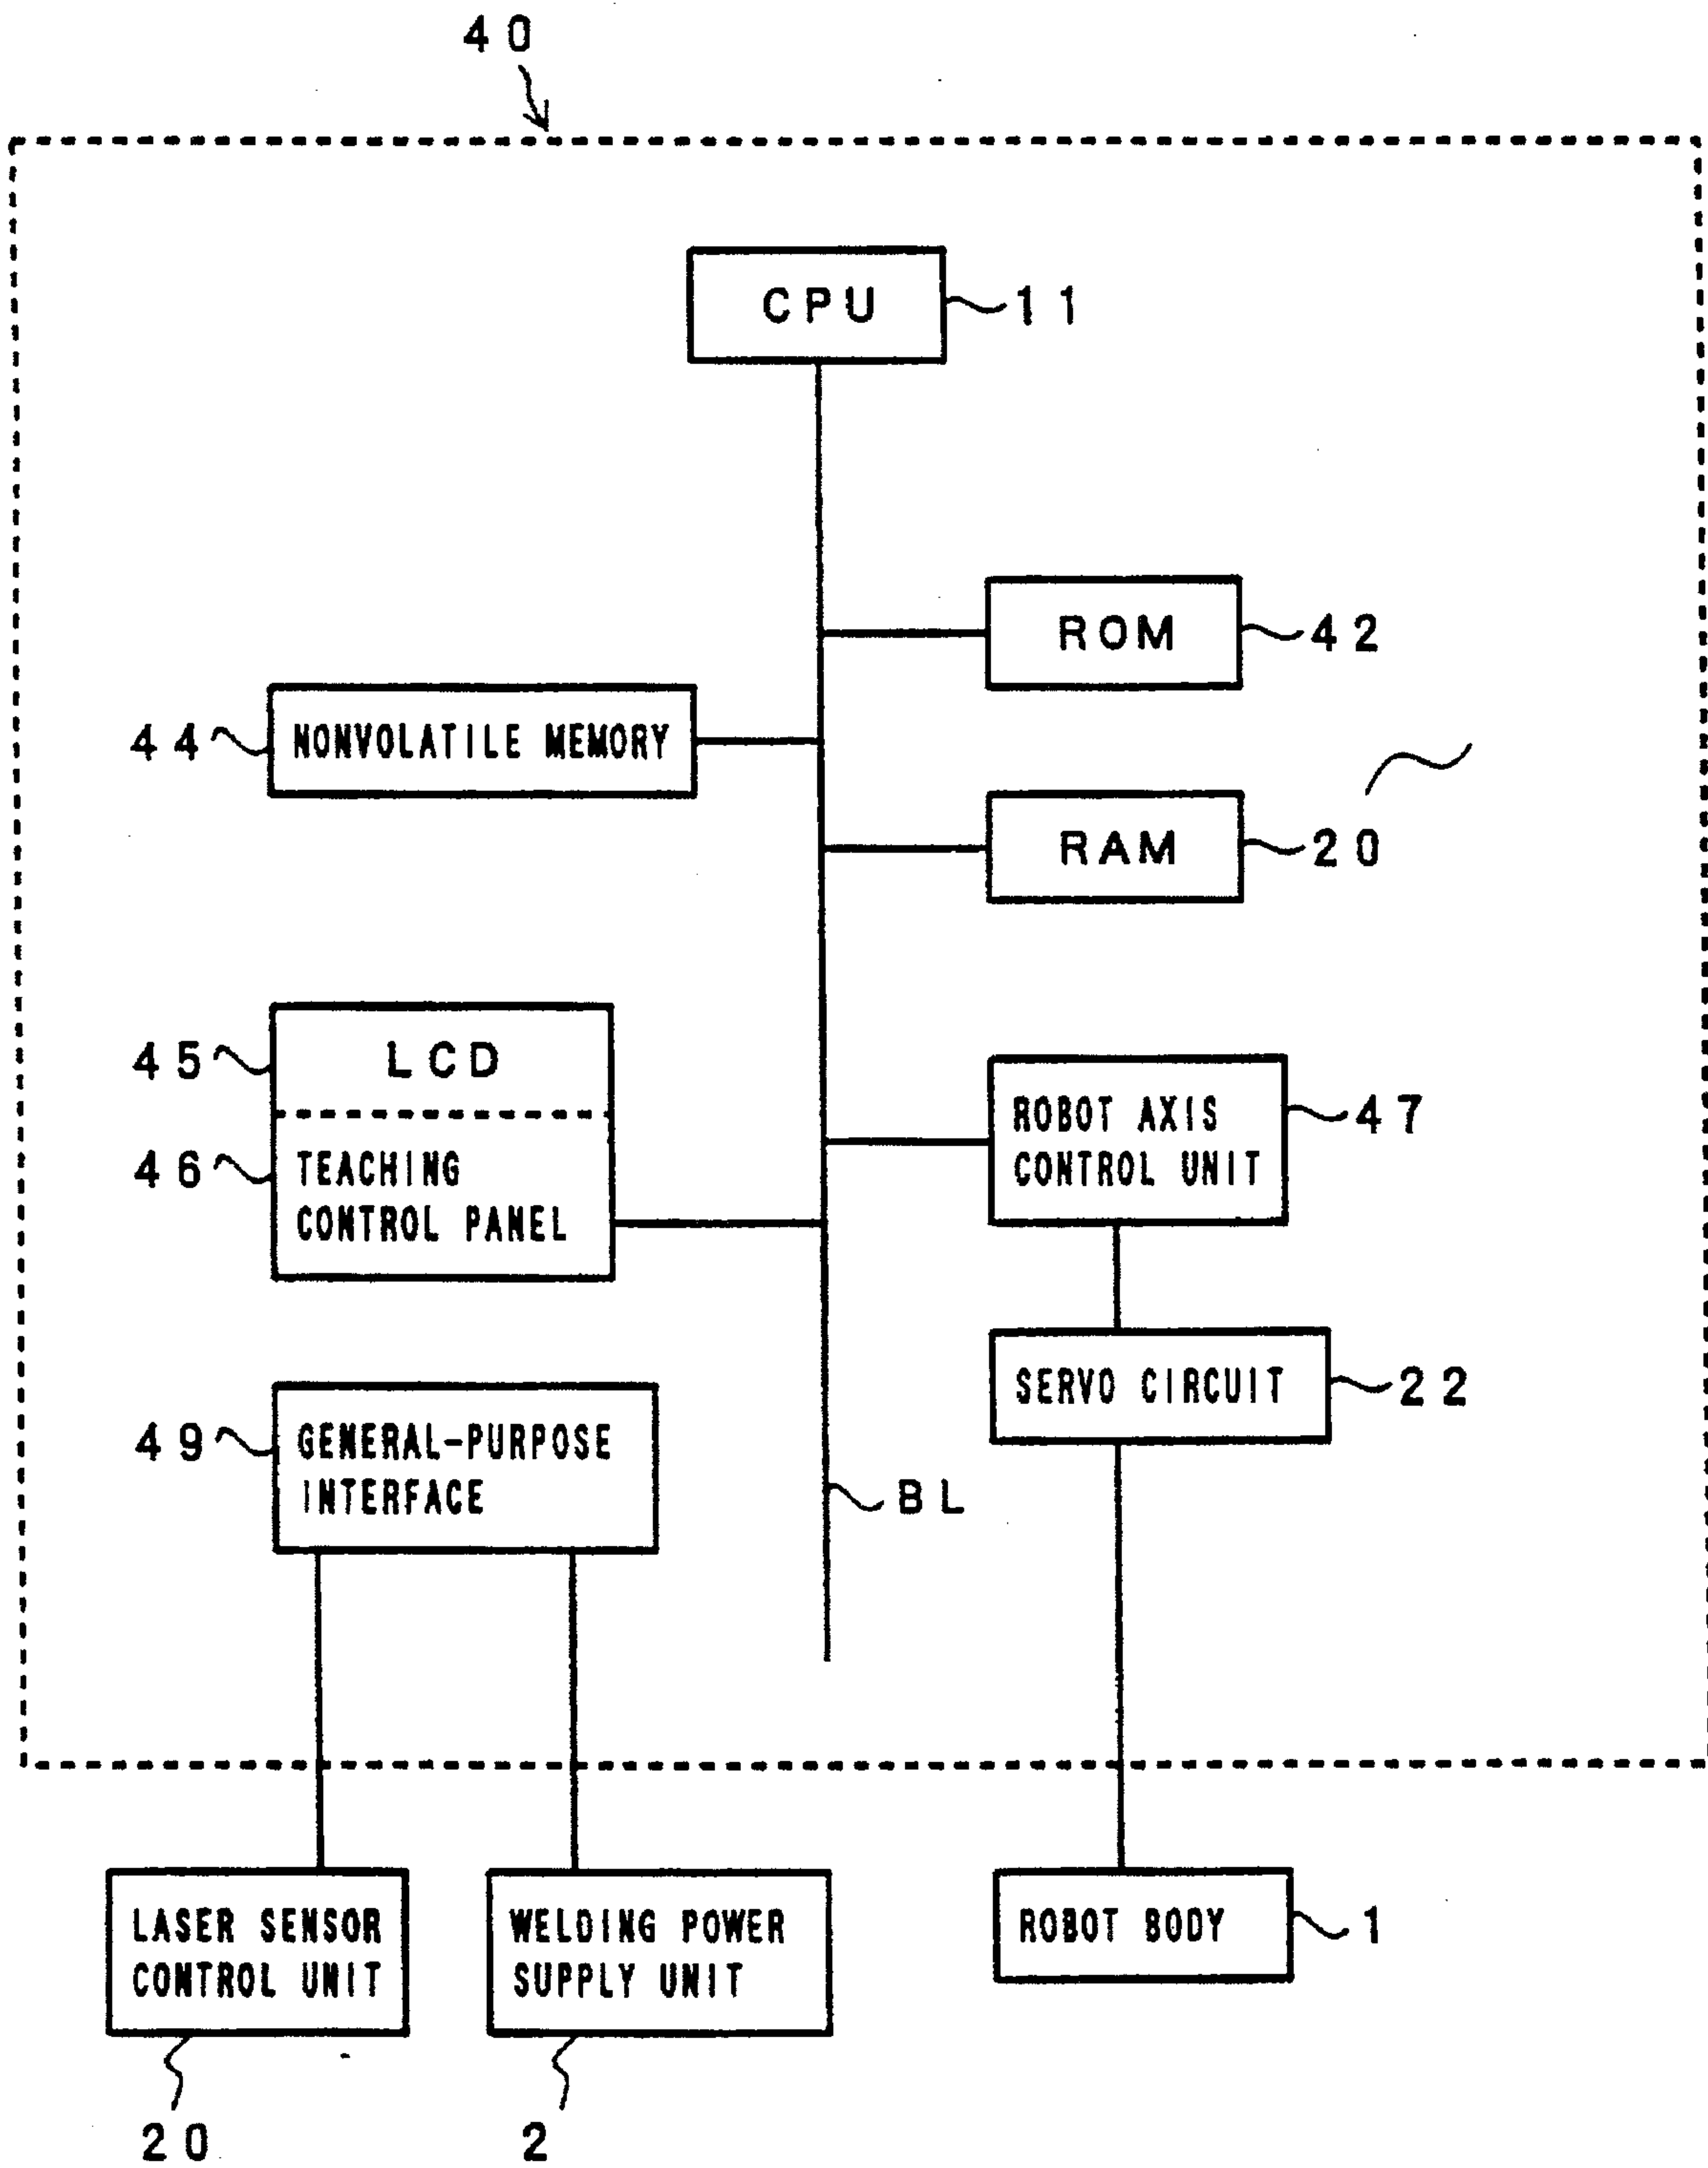 40
CPU
11
ROM
42
44
NONVOLATILE MEMORY
RAM
20
45
LCD
46
TEACHING
CONTROL PANEL
ROBOT AXIS
CONTROL UNIT
47
SERVO CIRCUIT
22
49
GENERAL-PURPOSE
INTERFACE
BL
LASER SENSOR
CONTROL UNIT
WELDING POWER
SUPPLY UNIT
ROBOT BODY
1
20
2